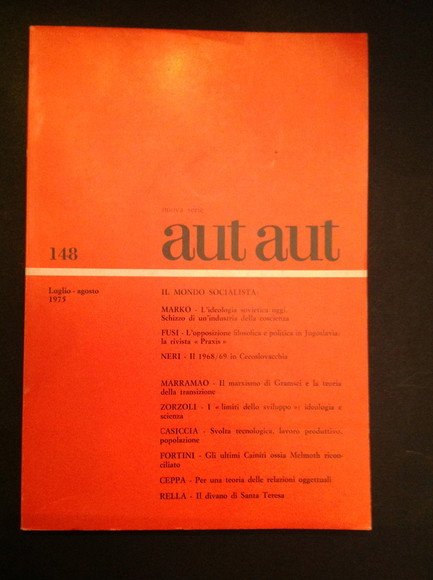 nuova serie
aut aut
148
Luglio - agosto
1975
IL MONDO SOCIALISTA:
MARKO - L'ideologia sovietica oggi.
Schizzo di un'industria della coscienza
FUSI - L'opposizione filosofica e politica in Jugoslavia:
la rivista « Praxis »
NERI - Il 1968/69 in Cecoslovacchia
MARRAMAO - Il marxismo di Gramsci e la teoria
della transizione
ZORZOLI - I « limiti dello sviluppo »: ideologia e
scienza
CASICCIA - Svolta tecnologica, lavoro produttivo,
popolazione
FORTINI - Gli ultimi Cainiti ossia Melmoth ricon-
ciliato
CEPPA - Per una teoria delle relazioni oggettuali
RELLA - Il divano di Santa Teresa